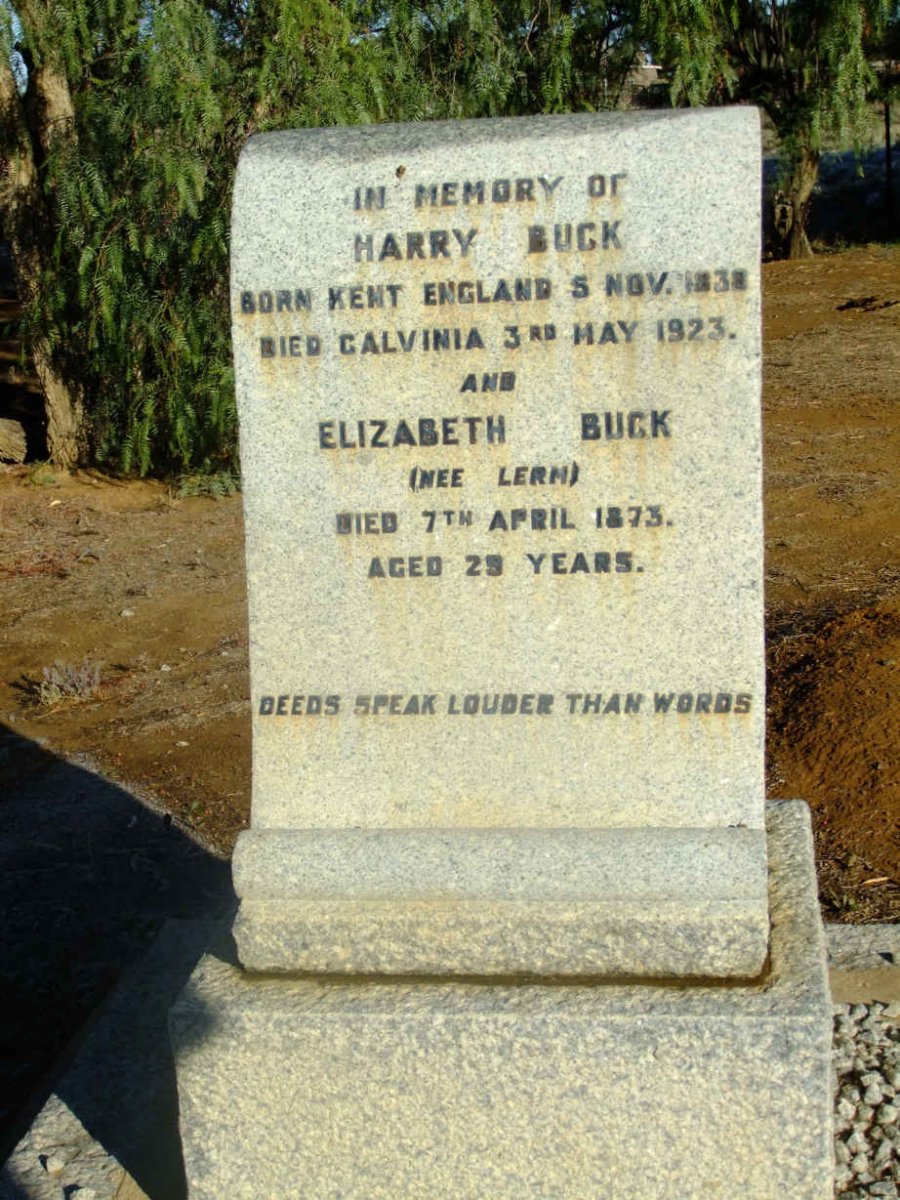 IN MEMORY OF
HARRY BUCK
BORN KENT ENGLAND 5 NOV. 1838
DIED CALVINIA 3RD MAY 1923.
AND
ELIZABETH BUCK
(NEE LERM)
DIED 7TH APRIL 1873.
AGED 29 YEARS.
DEEDS SPEAK LOUDER THAN WORDS